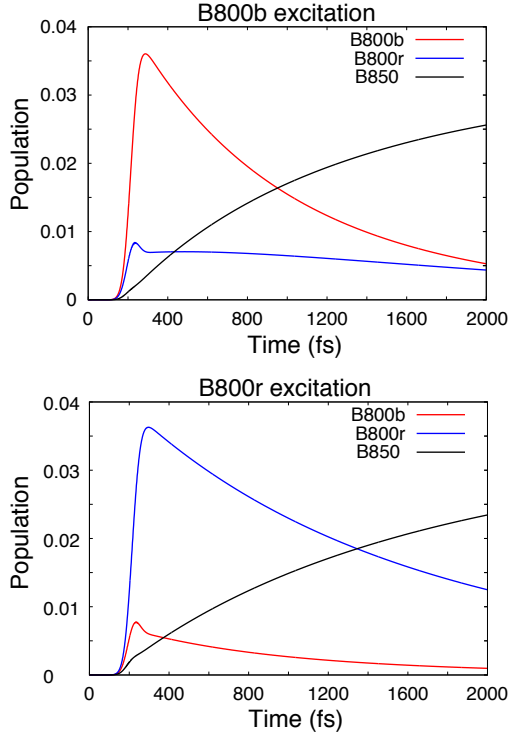 B800b excitation
0.04
0.03
0.02
0.01
0
Population
B800b
B800r
B850
0 400 800 1200 1600 2000
Time (fs)
B800r excitation
0.04
0.03
0.02
0.01
0
Population
B800b
B800r
B850
0 400 800 1200 1600 2000
Time (fs)